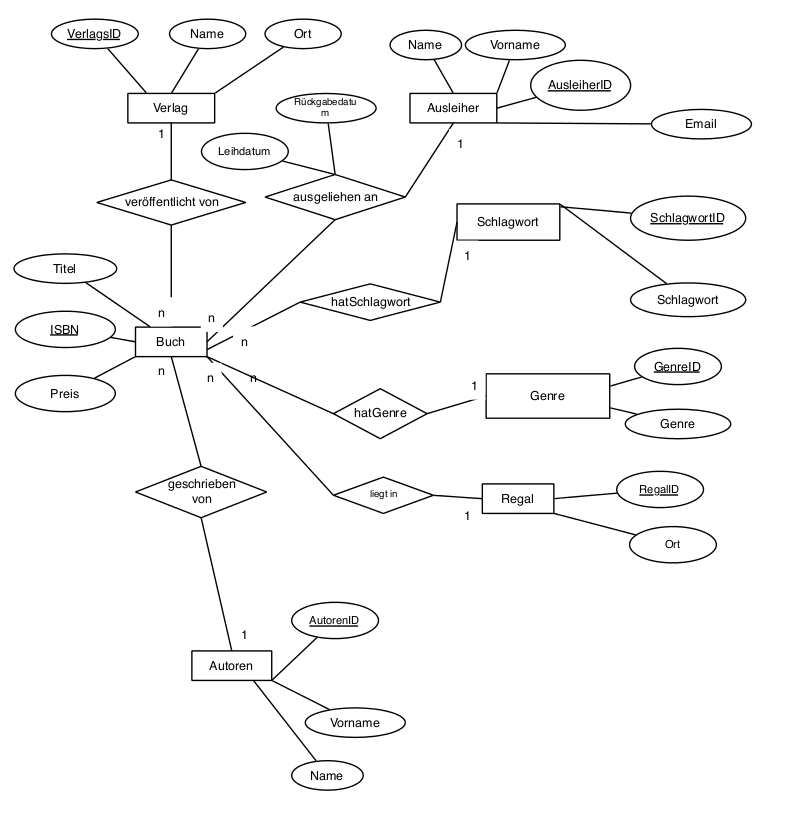 VerlagsID
Name
Ort
Verlag
1
Name
Vorname
AusleiherID
Ausleiher
Email
1
Rückgabedatu
m
Leihdatum
ausgeliehen an
veröffentlicht von
Schlagwort
SchlagwortID
1
Schlagwort
hatSchlagwort
Titel
ISBN
Preis
n
n
n
Buch
n
n
n
hatGenre
1
Genre
GenreID
Genre
liegt in
1
Regal
RegalID
Ort
geschrieben
von
1
Autoren
AutorenID
Vorname
Name